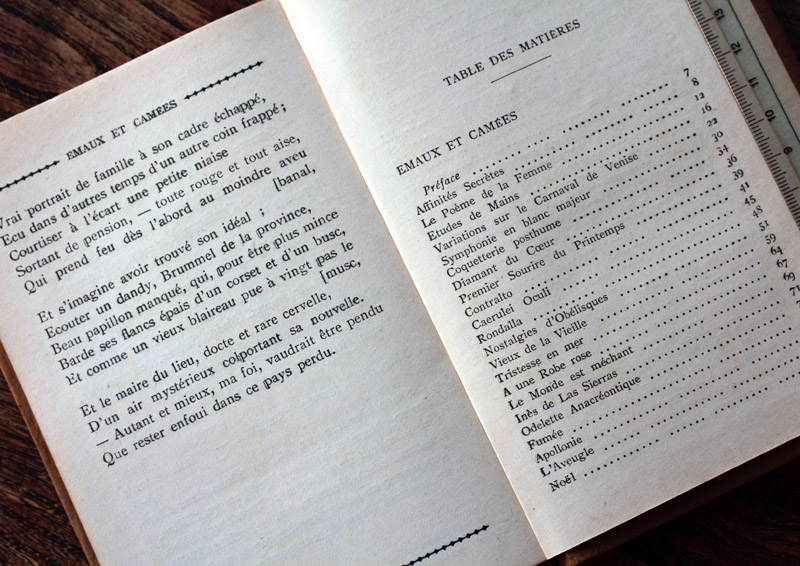 EMAUX ET CAMÉES
Vrai portrait de famille à son cadre échappé,
Ecu dans d'autres temps d'un autre coin frappé ;
Courtiser à l'écart une petite niaise
Sortant de pension, — toute rouge et tout aise,
Qui prend feu dès l'abord au moindre aveu
[banal,
Et s'imagine avoir trouvé son idéal ;
Ecouter un dandy, Brummel de la province,
Beau papillon manqué, qui, pour être plus mince
Barde ses flancs épais d'un corset et d'un busc,
Et comme un vieux blaireau pue à vingt pas le
[musc,
Et le maire du lieu, docte et rare cervelle,
D'un air mystérieux colportant sa nouvelle.
— Autant et mieux, ma foi, vaudrait être pendu
Que rester enfoui dans ce pays perdu.
TABLE DES MATIÈRES
EMAUX ET CAMÉES
Préface 7
Affinités Secrètes 8
Le Poème de la Femme 12
Etudes de Mains 16
Variations sur le Carnaval de Venise 22
Symphonie en blanc majeur 30
Coquetterie posthume 34
Diamant du Cœur 36
Premier Sourire du Printemps 39
Contralto 41
Caerulei Oculi 45
Rondalla 48
Nostalgies d'Obélisques 51
Vieux de la Vieille 59
Tristesse en mer 64
A une Robe rose 67
Le Monde est méchant 69
Inès de Las Sierras 71
Odelette Anacréontique
Fumée
Apollonie
L'Aveugle
Noël
13
12
11
10
9